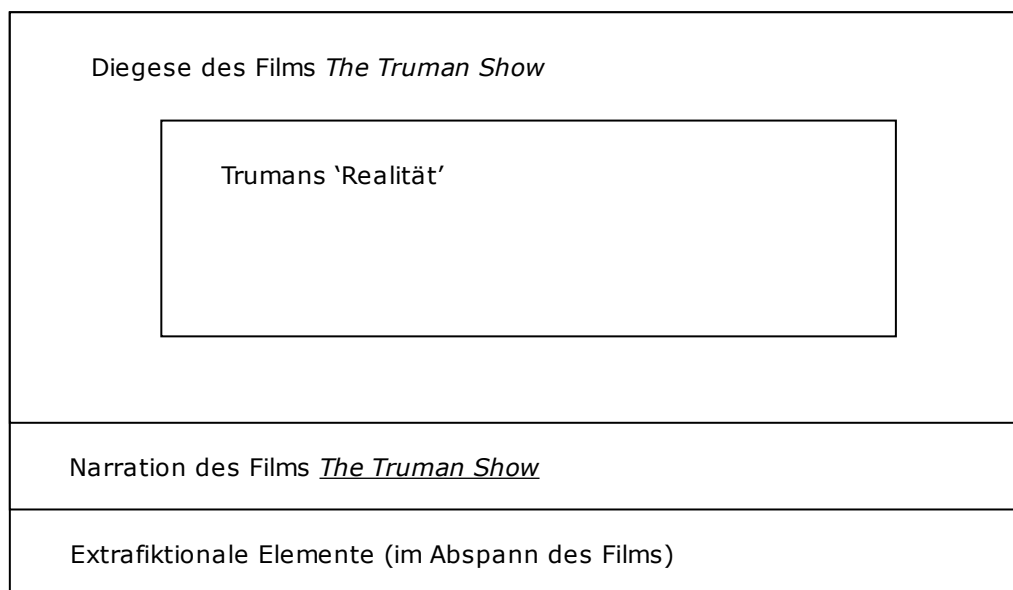 Diegese des Films The Truman Show
Trumans ‘Realität’
Narration des Films The Truman Show
Extrafiktionale Elemente (im Abspann des Films)